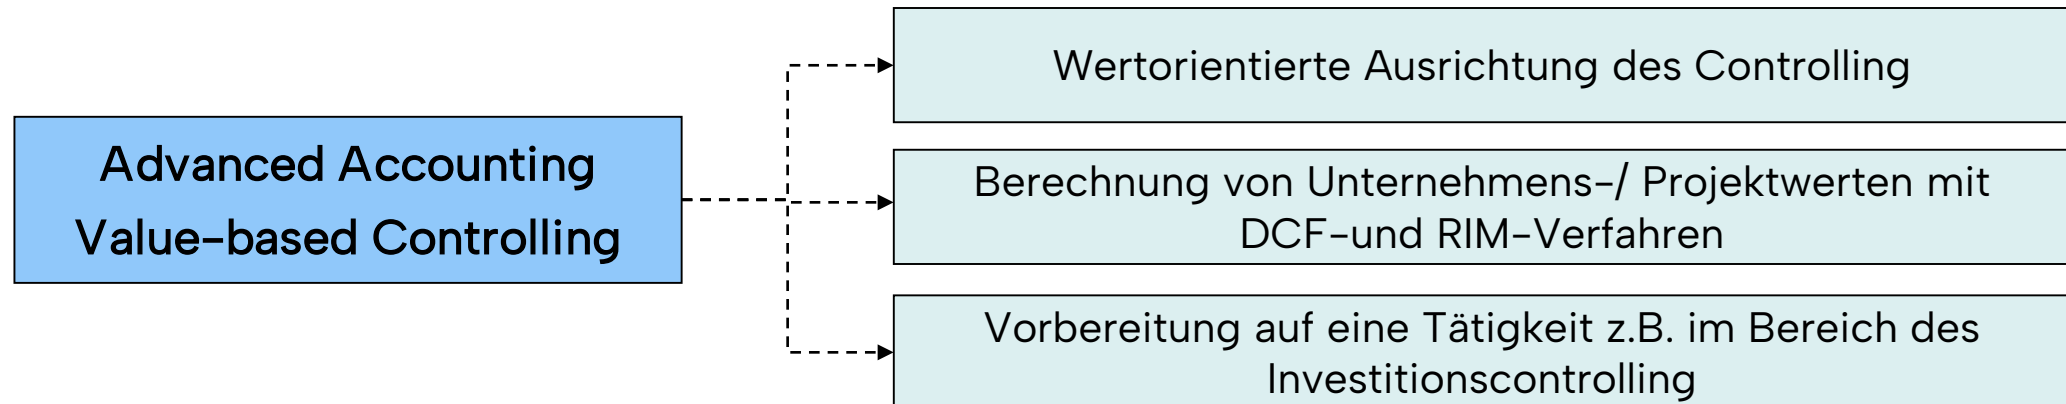 Advanced Accounting
Value-based Controlling
Wertorientierte Ausrichtung des Controlling
Berechnung von Unternehmens-/ Projektwerten mit
DCF-und RIM-Verfahren
Vorbereitung auf eine Tätigkeit z.B. im Bereich des
Investitionscontrolling